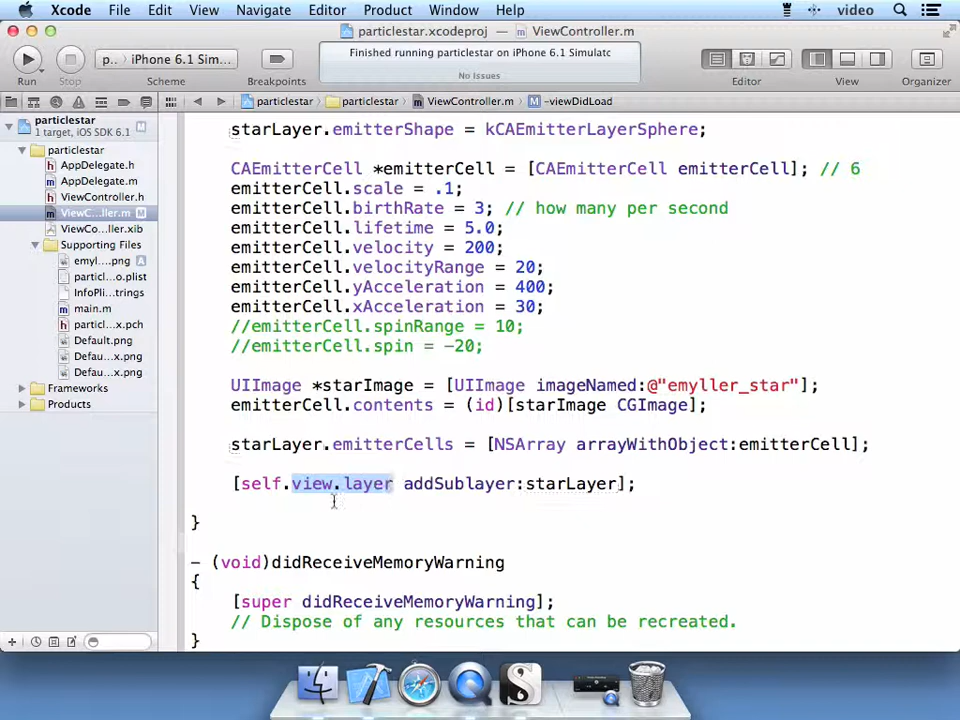 Xcode File Edit View Navigate Editor Product Window Help video
particlestar.xcodeproj — ViewController.m
p.. iPhone 6.1 Sim...
Finished running particlestar on iPhone 6.1 Simulatc
No Issues
Run Stop Scheme Breakpoints Editor View Organizer
particlestar particlestar ViewController.m M -viewDidLoad
particlestar M
1 target, iOS SDK 6.1
particlestar
h AppDelegate.h
m AppDelegate.m
h ViewController.h
m ViewC...ller.m M
ViewCo...ller.xib
Supporting Files
emyl....png A
particl...o.plist
InfoPli...trings
m main.m
h particl...x.pch
Default.png
Defau...x.png
Defau...x.png
Frameworks
Products
starLayer.emitterShape = kCAEmitterLayerSphere;
CAEmitterCell *emitterCell = [CAEmitterCell emitterCell]; // 6
emitterCell.scale = .1;
emitterCell.birthRate = 3; // how many per second
emitterCell.lifetime = 5.0;
emitterCell.velocity = 200;
emitterCell.velocityRange = 20;
emitterCell.yAcceleration = 400;
emitterCell.xAcceleration = 30;
//emitterCell.spinRange = 10;
//emitterCell.spin = -20;
UIImage *starImage = [UIImage imageNamed:@"emyller_star"];
emitterCell.contents = (id)[starImage CGImage];
starLayer.emitterCells = [NSArray arrayWithObject:emitterCell];
[self.view.layer addSublayer:starLayer];
}
- (void)didReceiveMemoryWarning
{
[super didReceiveMemoryWarning];
// Dispose of any resources that can be recreated.
}